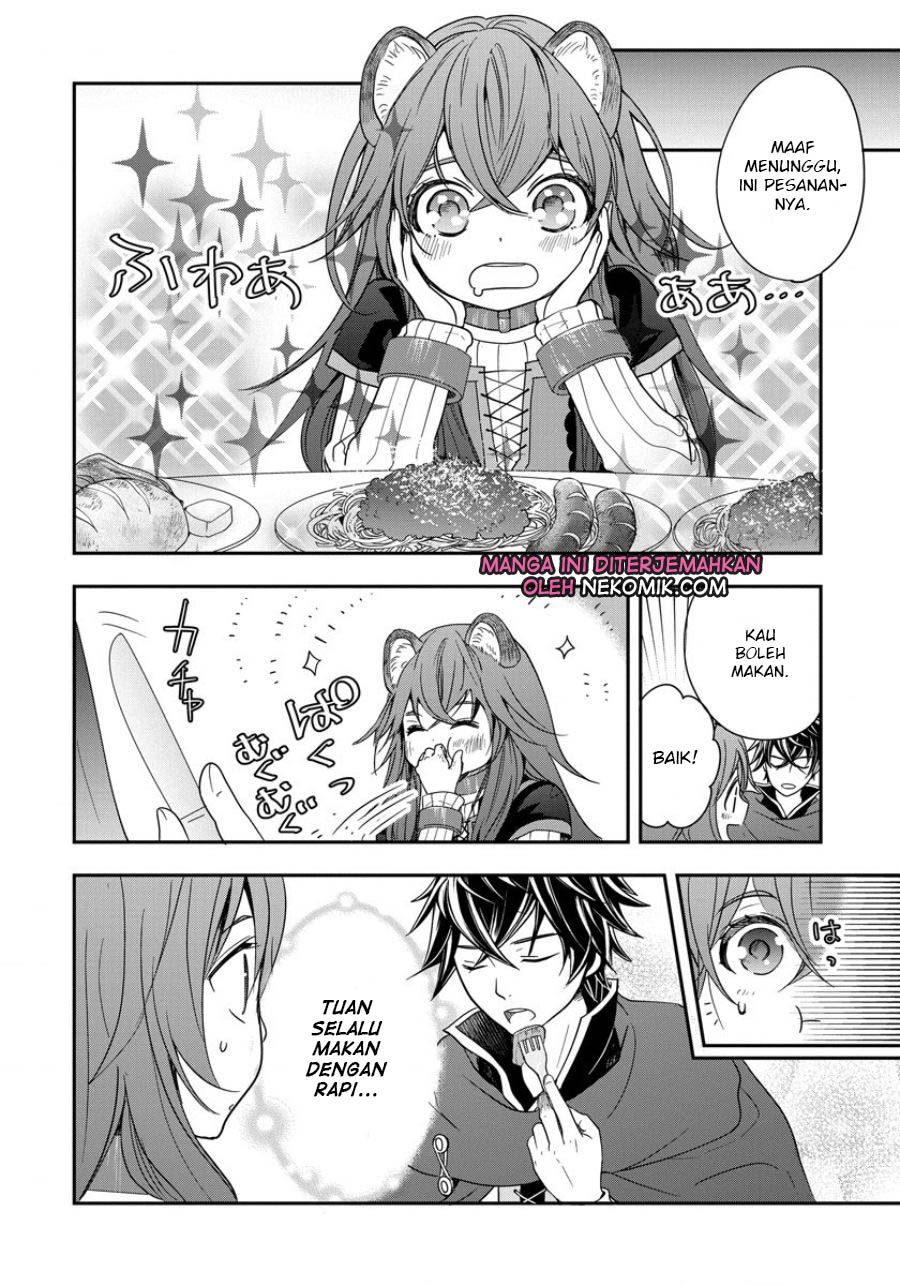 MAAF
MENUNGGU,
INI PESANAN-
NYA.
ああ…
ふわぁ
MANGA INI DITERJEMAHKAN
OLEH NEKOMIK.COM
KAU
BOLEH
MAKAN.
BAIK!
ぱくっ
むぐむぐ
カチャ
はっ
TUAN
SELALU
MAKAN
DENGAN
RAPI...